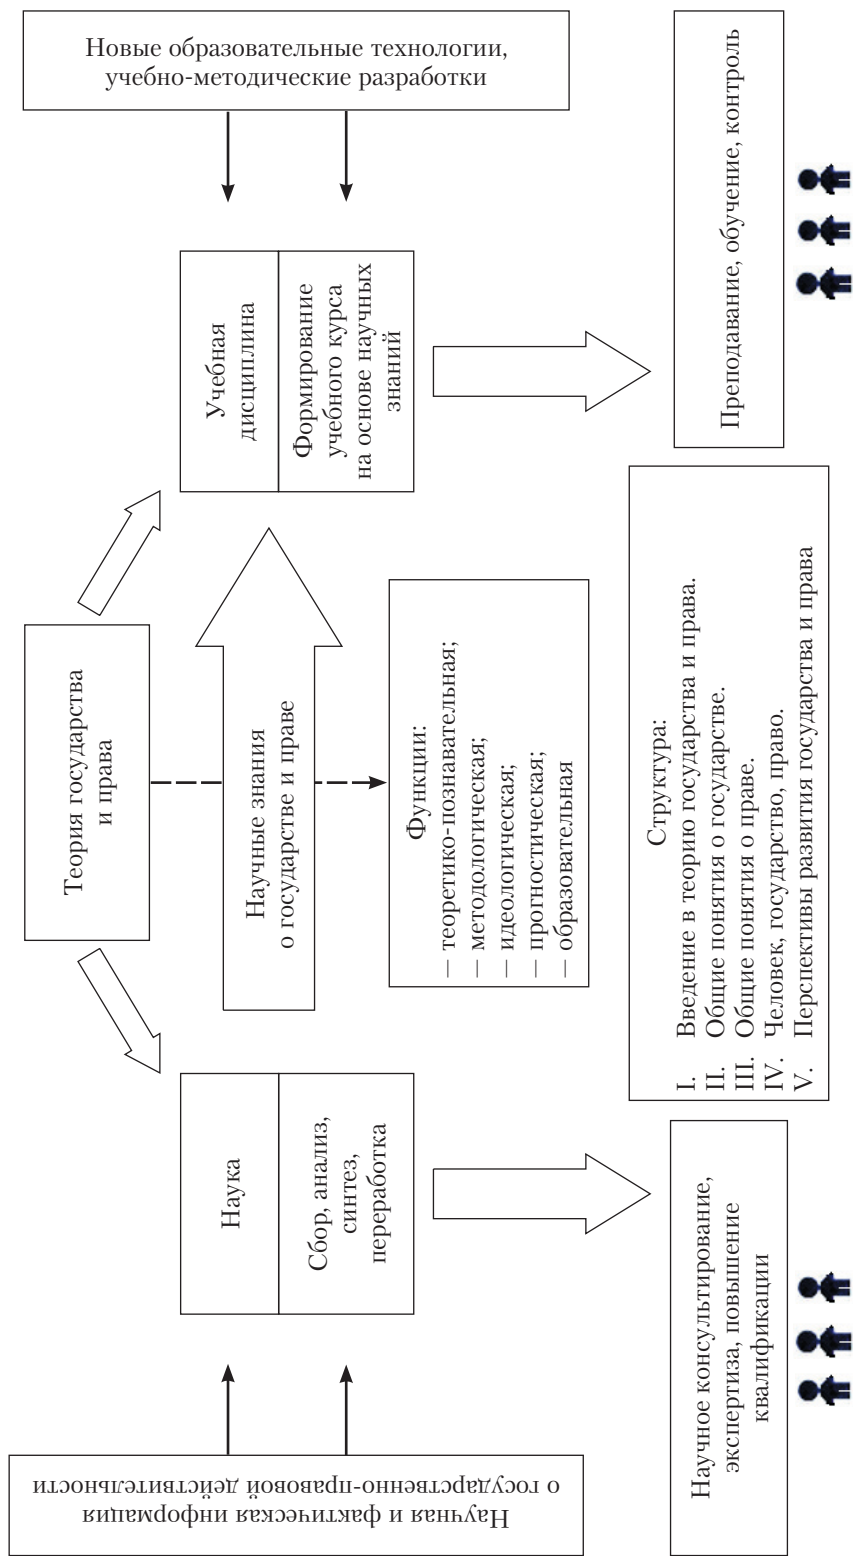 Теория государства
и права
Научная и фактическая информация
о государственно-правовой действительности
Наука
Сбор, анализ,
синтез,
переработка
Научные знания
о государстве и праве
Учебная
дисциплина
Формирование
учебного курса
на основе научных
знаний
Новые образовательные технологии,
учебно-методические разработки
Функции:
— теоретико-познавательная;
— методологическая;
— идеологическая;
— прогностическая;
— образовательная
Научное консультирование,
экспертиза, повышение
квалификации
Структура:
I. Введение в теорию государства и права.
II. Общие понятия о государстве.
III. Общие понятия о праве.
IV. Человек, государство, право.
V. Перспективы развития государства и права
Преподавание, обучение, контроль